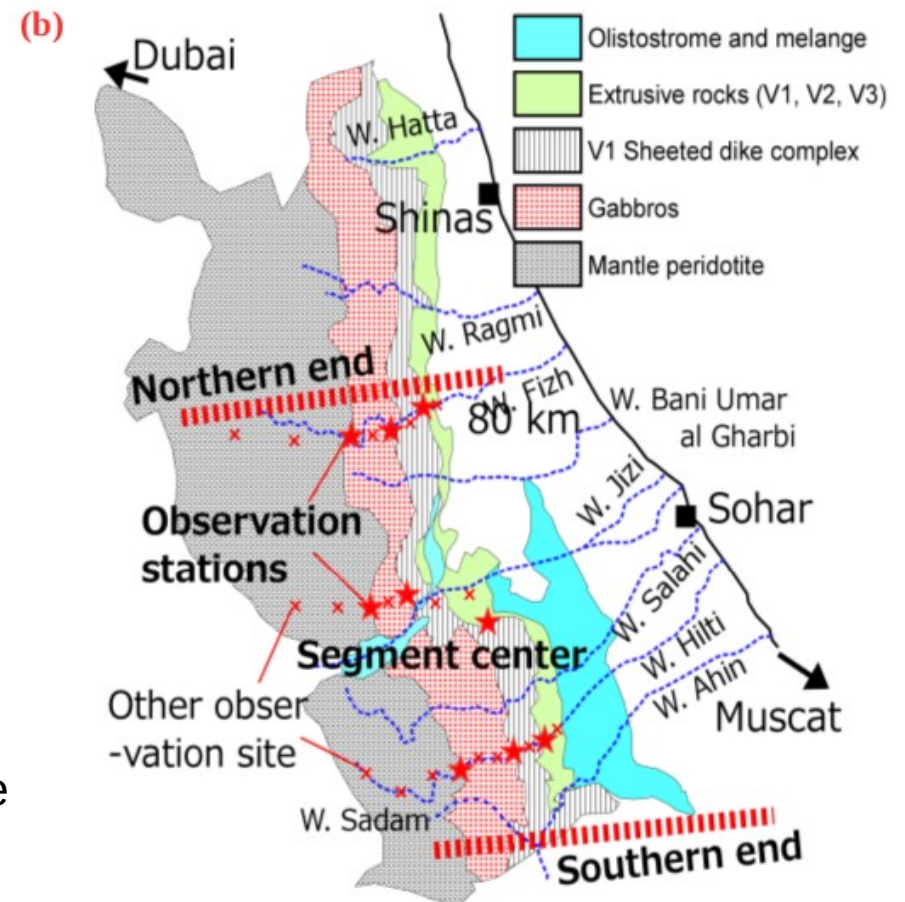 (b)
Dubai
Olistostrome and melange
Extrusive rocks (V1, V2, V3)
V1 Sheeted dike complex
Gabbros
Mantle peridotite
W. Hatta
Shinas
W. Ragmi
Northern end
W. Fizh
80 km
W. Bani Umar
al Gharbi
W. Jizi
Sohar
Observation
stations
W. Salahi
Segment center
W. Hilti
W. Ahin
Muscat
Other obser
-vation site
e
W. Sadam
Southern end